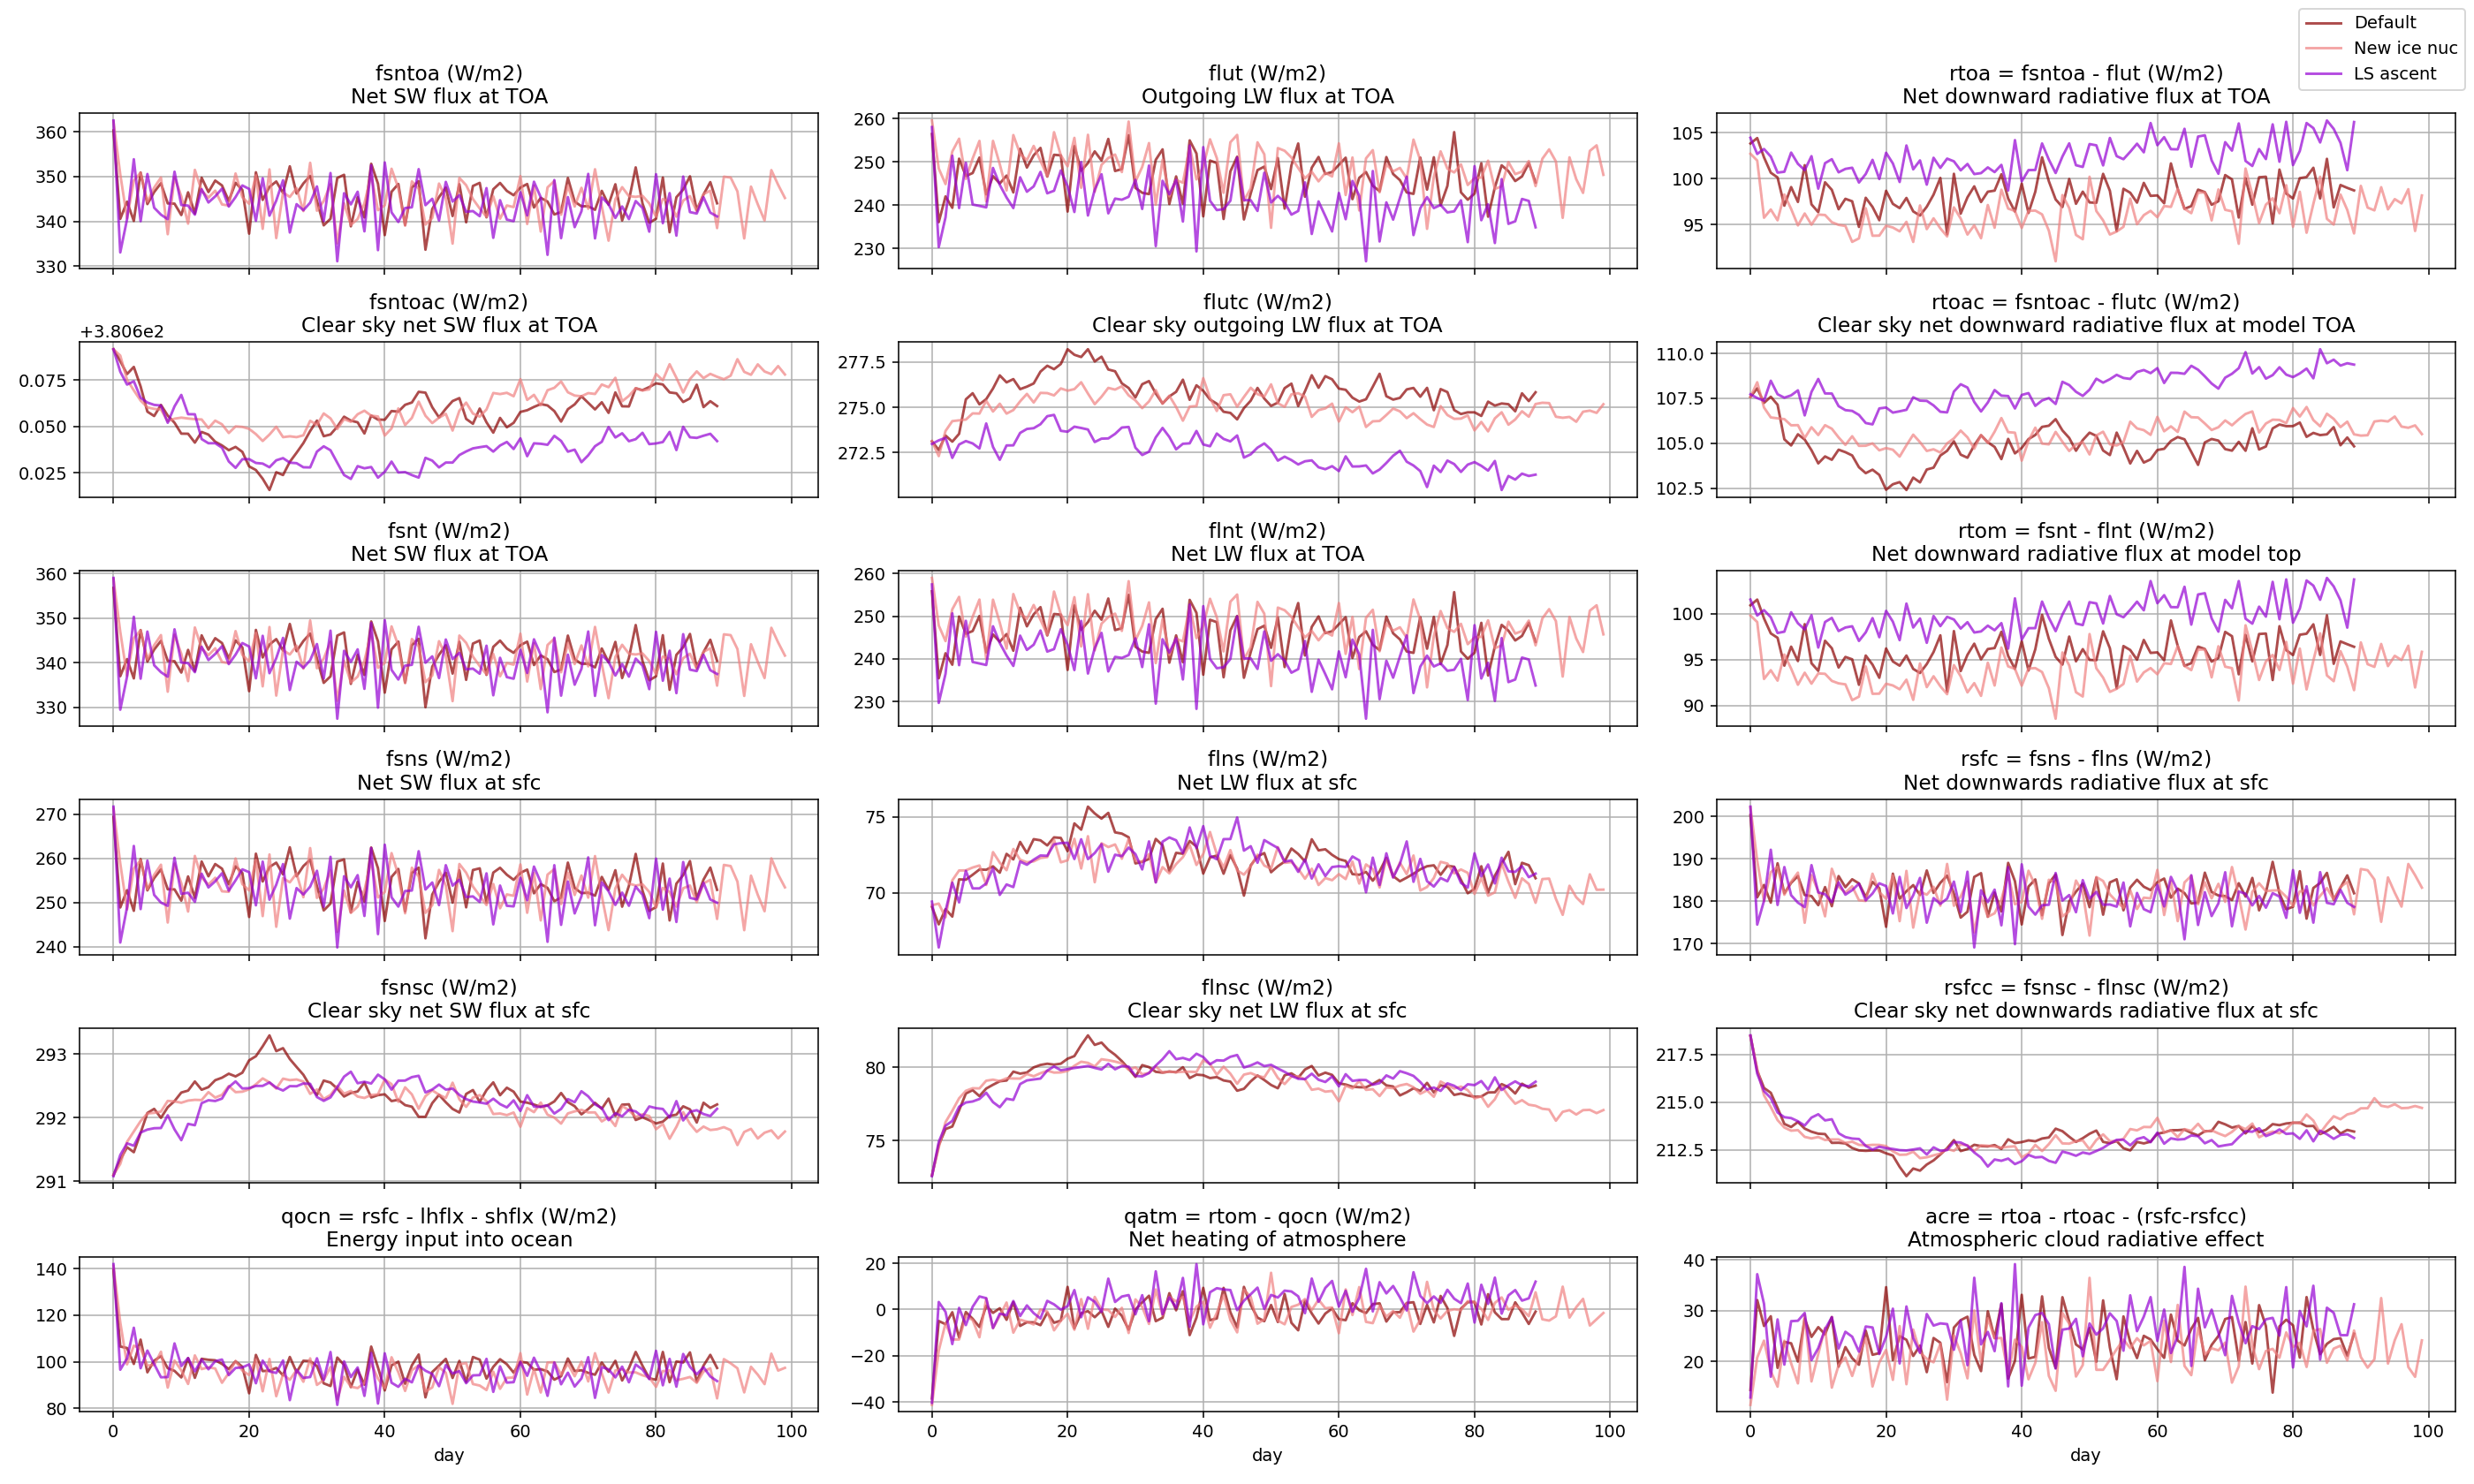 Default
New ice nuc
LS ascent
fsntoa (W/m2)
Net SW flux at TOA
360
350
340
330
flut (W/m2)
Outgoing LW flux at TOA
260
250
240
230
rtoa = fsntoa - flut (W/m2)
Net downward radiative flux at TOA
105
100
95
fsntoac (W/m2)
Clear sky net SW flux at TOA
+3.806e2
0.075
0.050
0.025
flutc (W/m2)
Clear sky outgoing LW flux at TOA
277.5
275.0
272.5
rtoac = fsntoac - flutc (W/m2)
Clear sky net downward radiative flux at model TOA
110.0
107.5
105.0
102.5
fsnt (W/m2)
Net SW flux at TOA
360
350
340
330
flnt (W/m2)
Net LW flux at TOA
260
250
240
230
rtom = fsnt - flnt (W/m2)
Net downward radiative flux at model top
100
95
90
fsns (W/m2)
Net SW flux at sfc
270
260
250
240
flns (W/m2)
Net LW flux at sfc
75
70
rsfc = fsns - flns (W/m2)
Net downwards radiative flux at sfc
200
190
180
170
fsnsc (W/m2)
Clear sky net SW flux at sfc
293
292
291
flnsc (W/m2)
Clear sky net LW flux at sfc
80
75
rsfcc = fsnsc - flnsc (W/m2)
Clear sky net downwards radiative flux at sfc
217.5
215.0
212.5
qocn = rsfc - lhflx - shflx (W/m2)
Energy input into ocean
140
120
100
80
0 20 40 60 80 100
day
qatm = rtom - qocn (W/m2)
Net heating of atmosphere
20
0
−20
−40
0 20 40 60 80 100
day
acre = rtoa - rtoac - (rsfc-rsfcc)
Atmospheric cloud radiative effect
40
30
20
0 20 40 60 80 100
day